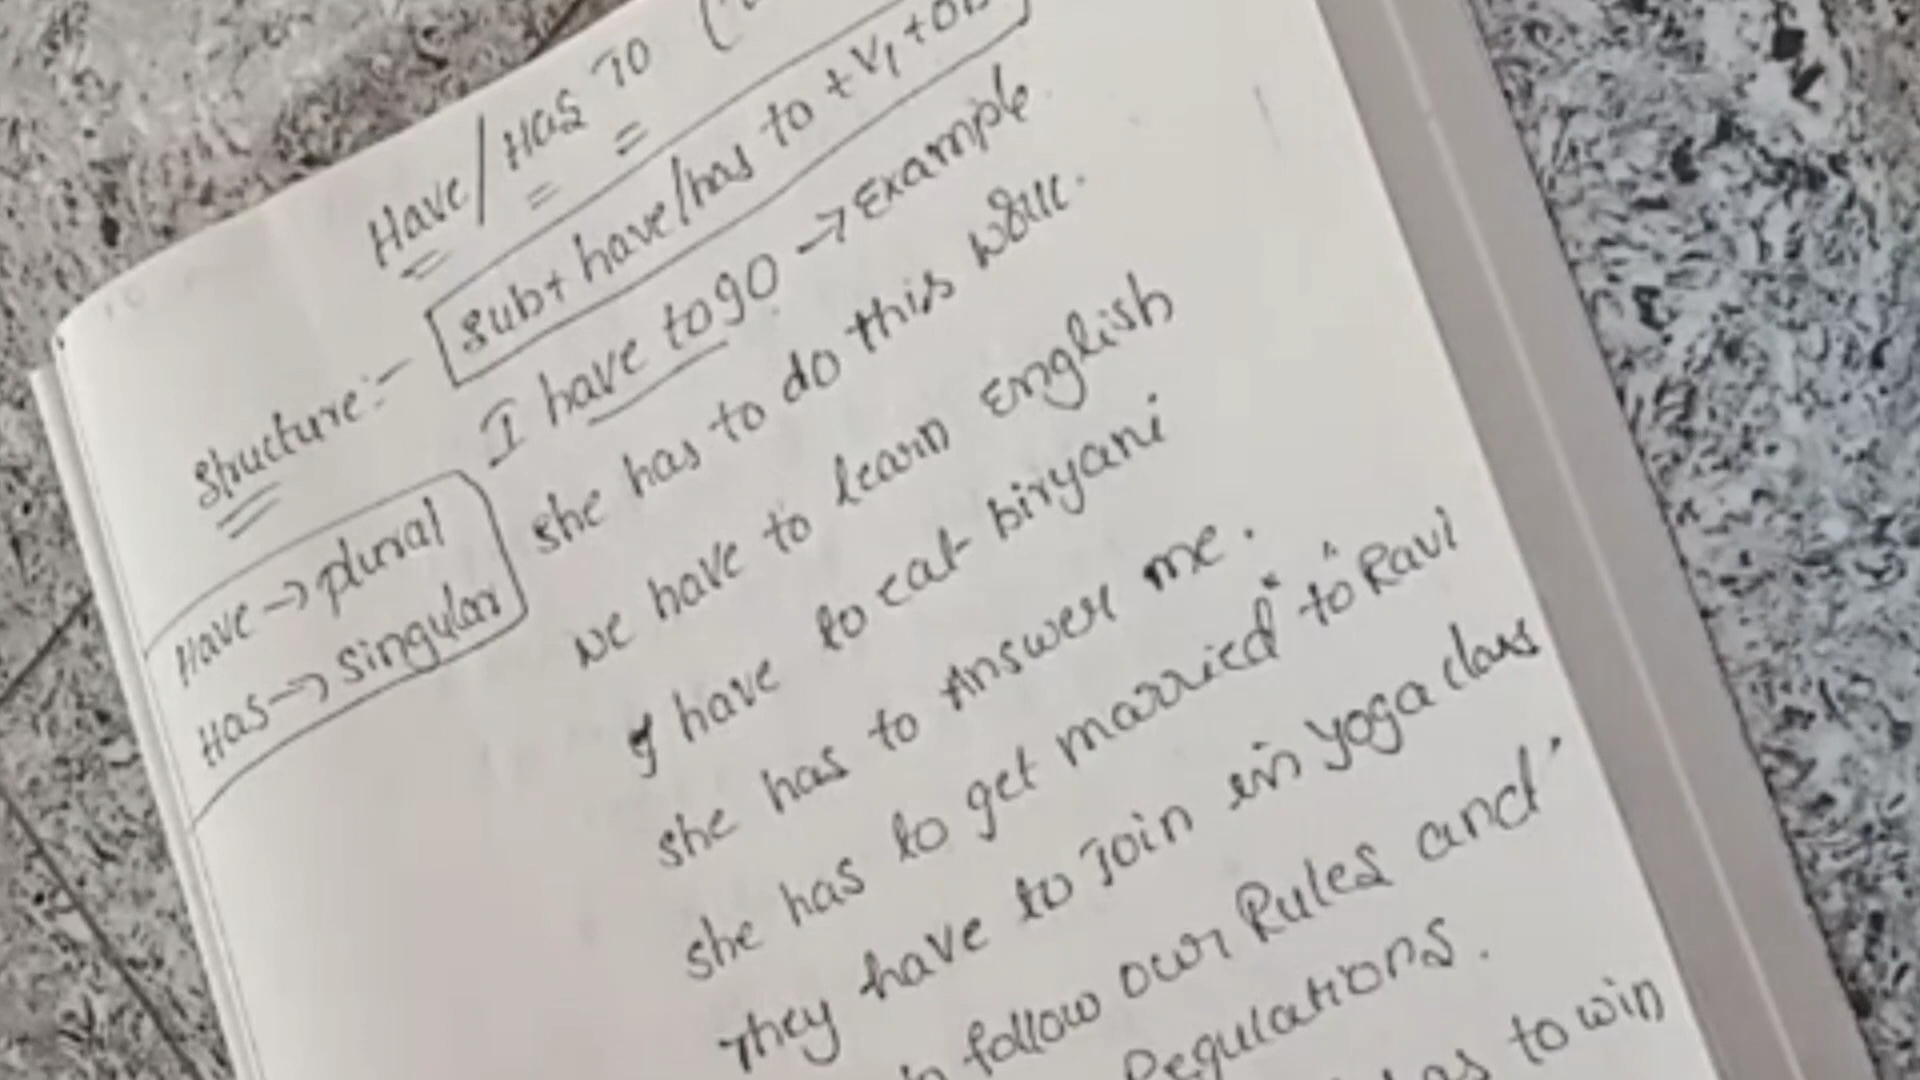 Have/Has To (
Structure:- Sub+ have/has to + V1 + OB
I have to go → Example
Have → plural
Has → Singular
She has to do this work.
We have to learn English
I have to eat biryani
She has to Answer me.
She has to get married to Ravi
They have to Join in yoga class
follow our Rules and
Regulations.
to win